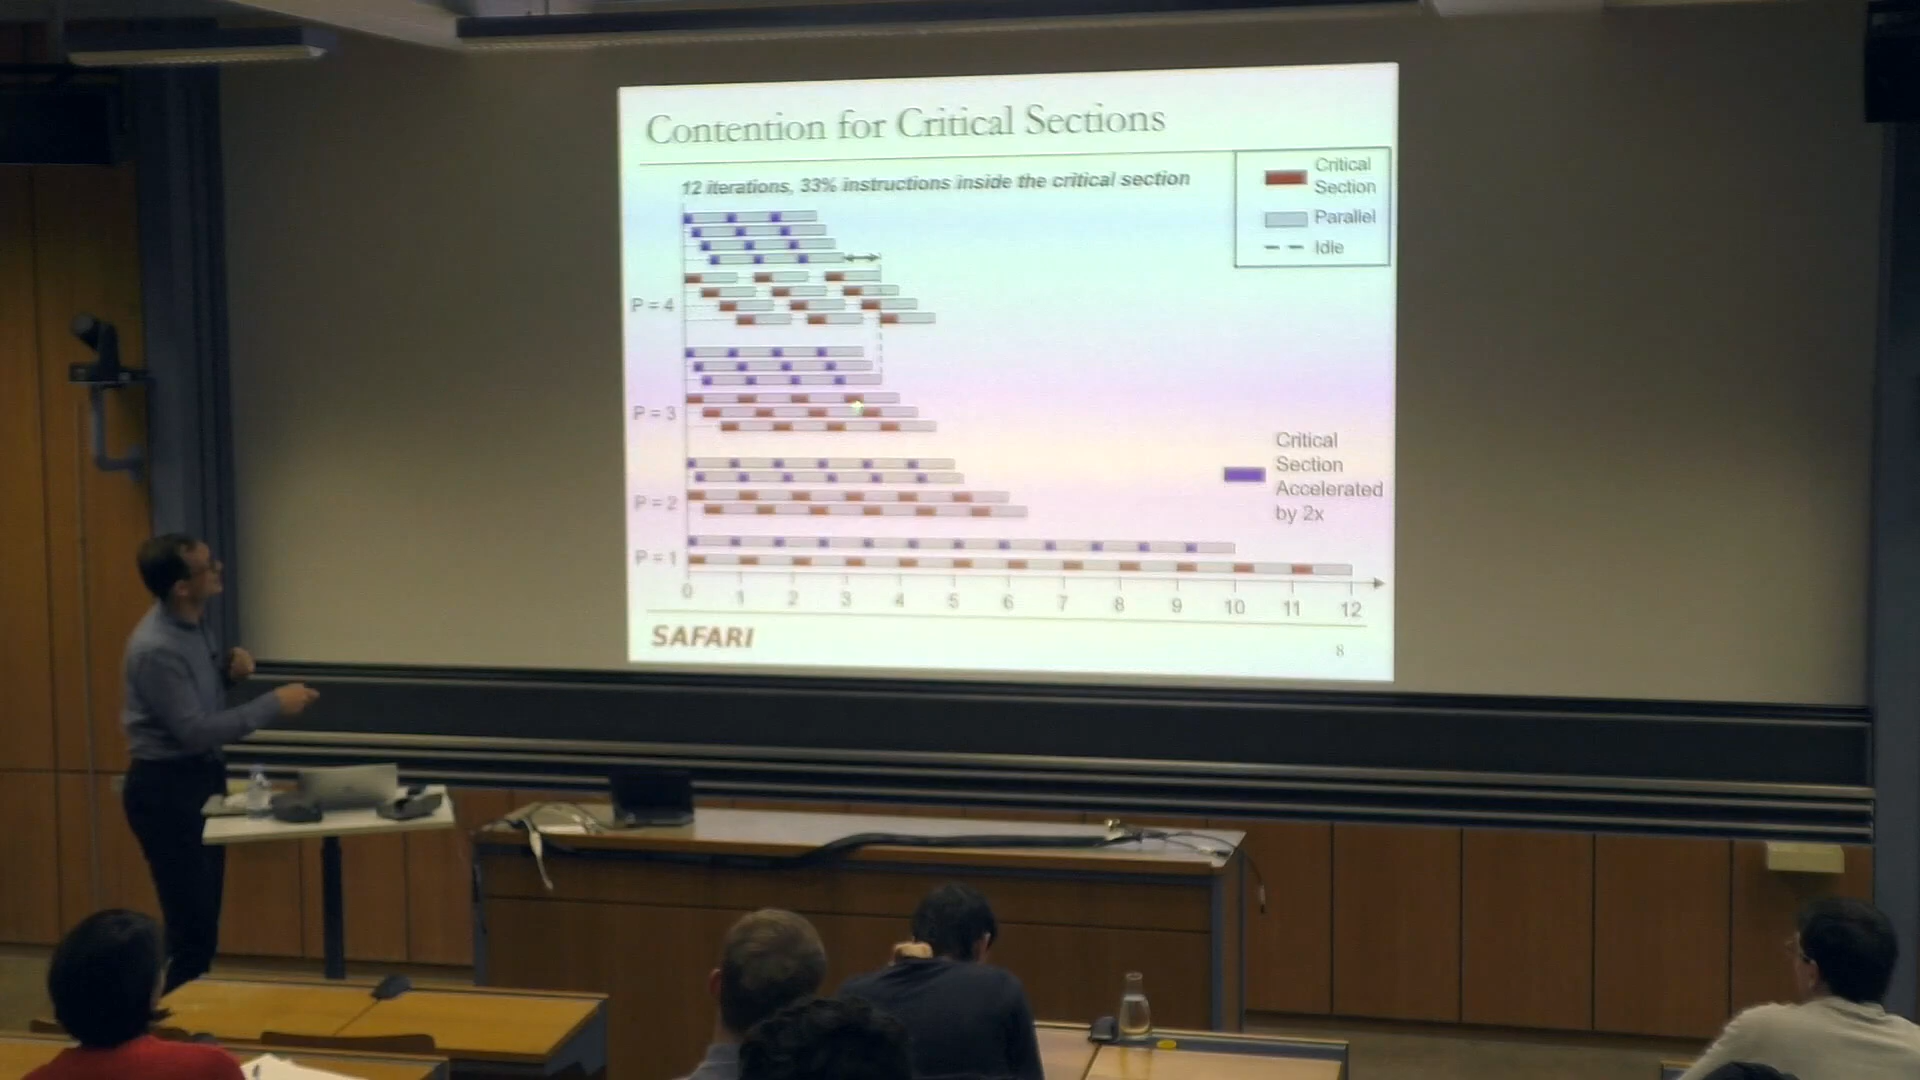 Contention for Critical Sections
12 iterations, 33% instructions inside the critical section
Critical
Section
Parallel
Idle
P = 4
P = 3
P = 2
P = 1
Critical
Section
Accelerated
by 2x
0 1 2 3 4 5 6 7 8 9 10 11 12
SAFARI
8